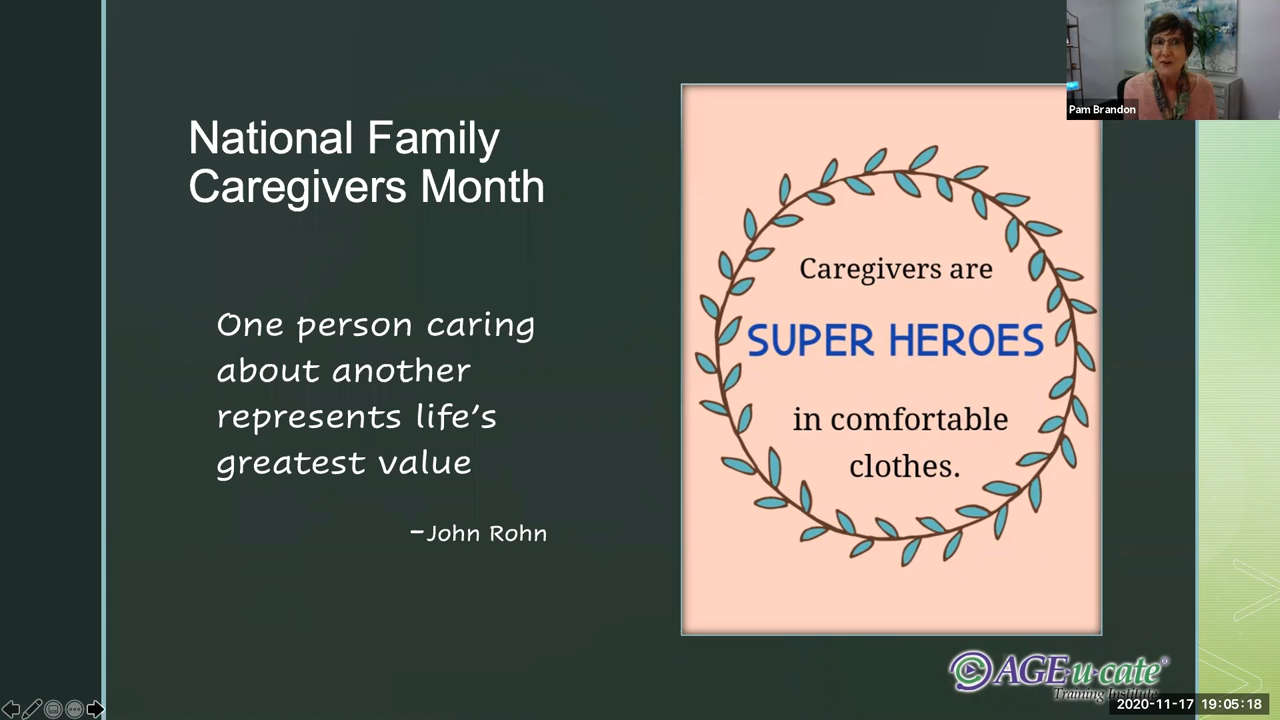 Pam Brandon
National Family
Caregivers Month
One person caring
about another
represents life's
greatest value
–John Rohn
Caregivers are
SUPER HEROES
in comfortable
clothes.
AGE-u-cate®
Training Institute
2020-11-17 19:05:18